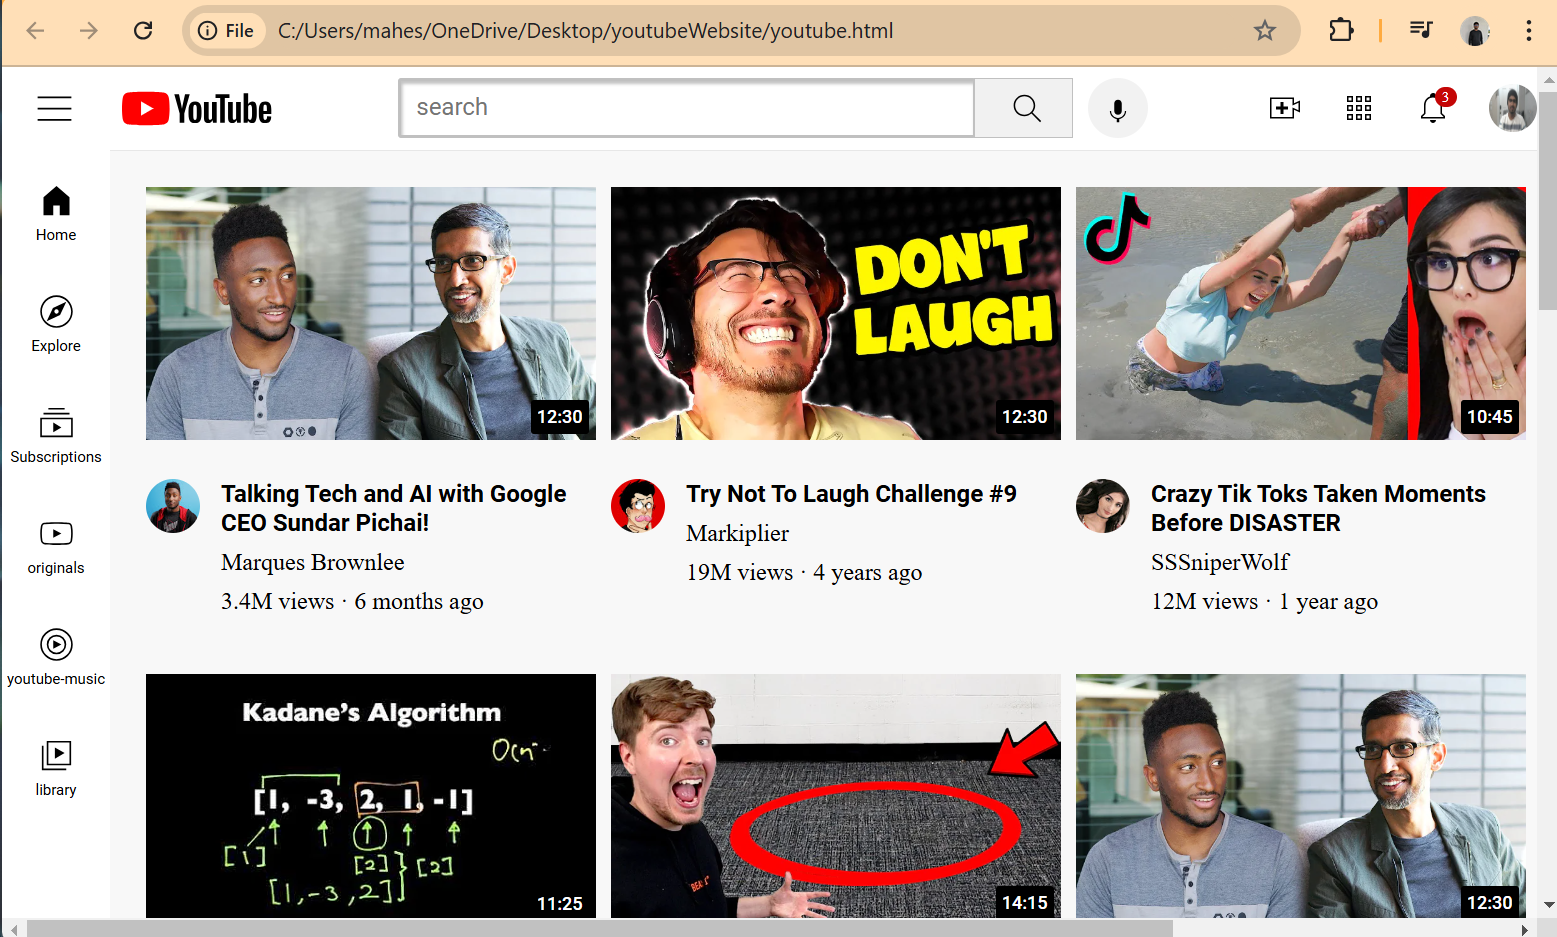 File C:/Users/mahes/OneDrive/Desktop/youtubeWebsite/youtube.html
YouTube
search
3
Home
Explore
Subscriptions
originals
youtube-music
library
12:30
Talking Tech and AI with Google
CEO Sundar Pichai!
Marques Brownlee
3.4M views · 6 months ago
DON'T
LAUGH
12:30
Try Not To Laugh Challenge #9
Markiplier
19M views · 4 years ago
10:45
Crazy Tik Toks Taken Moments
Before DISASTER
SSSniperWolf
12M views · 1 year ago
Kadane's Algorithm
[1, -3, 2, 1, -1]
[1]
[2]
[2]
[1, -3, 2]
11:25
14:15
12:30